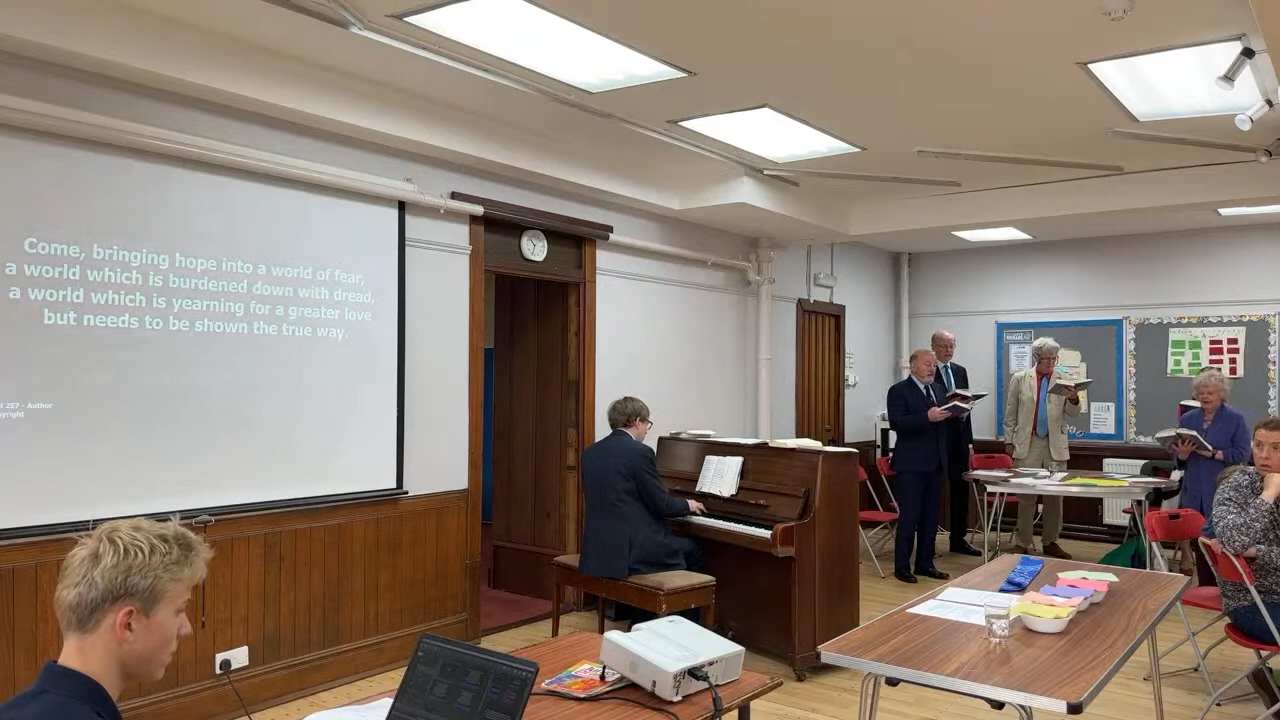 Come, bringing hope into a world of fear,
a world which is burdened down with dread,
a world which is yearning for a greater love
but needs to be shown the true way.
257 - Author